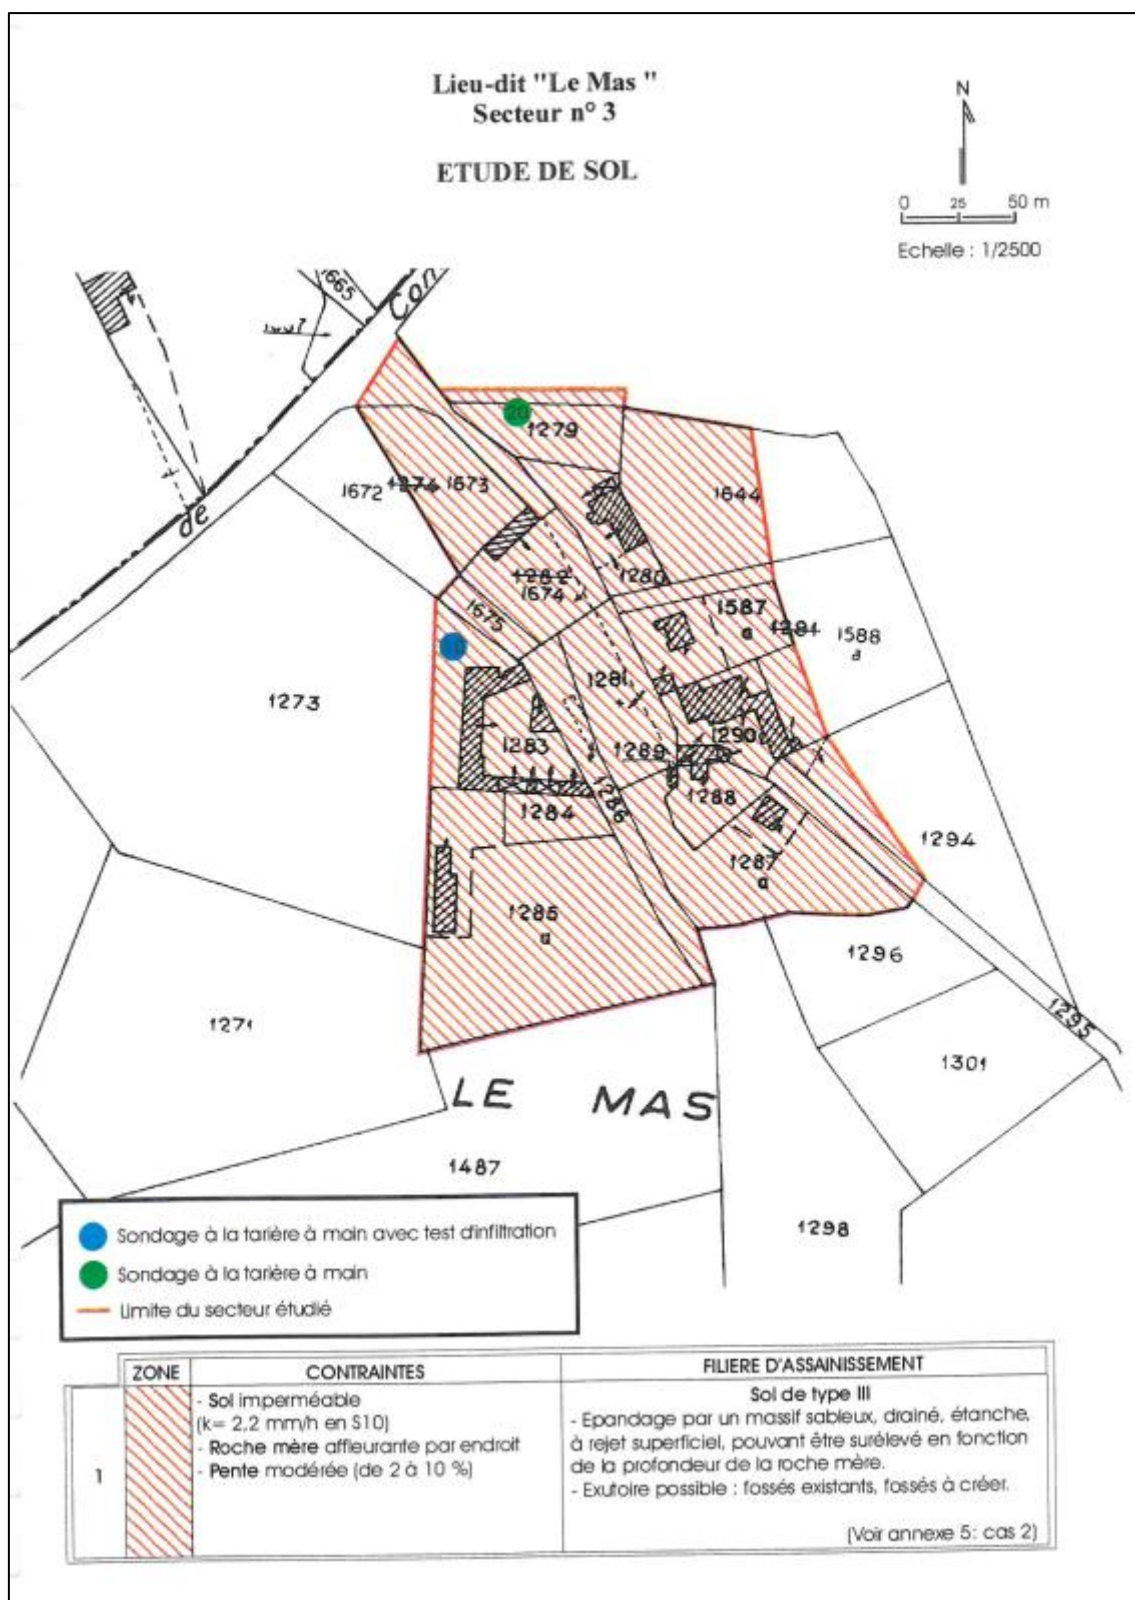 Lieu-dit "Le Mas "
Secteur n° 3
ETUDE DE SOL
N
0 25 50 m
Echelle : 1/2500
1665
Con
de
20
1279
1672 1274 1673
1644
1282
1674
1280
1675
1587
a
1281
1588
a
10
1273
1281
1283
1289
1290
1284
1286
1288
1287
a
1294
1285
a
1296
1271
1295
1301
LE MAS
1487
1298
Sondage à la tarière à main avec test d'infiltration
Sondage à la tarière à main
Limite du secteur étudié
ZONE CONTRAINTES FILIERE D'ASSAINISSEMENT
1
- Sol imperméable
(k= 2,2 mm/h en S10)
- Roche mère affleurante par endroit
- Pente modérée (de 2 à 10 %)
Sol de type III
- Epandage par un massif sableux, drainé, étanche,
à rejet superficiel, pouvant être surélevé en fonction
de la profondeur de la roche mère.
- Exutoire possible : fossés existants, fossés à créer.
(Voir annexe 5: cas 2)